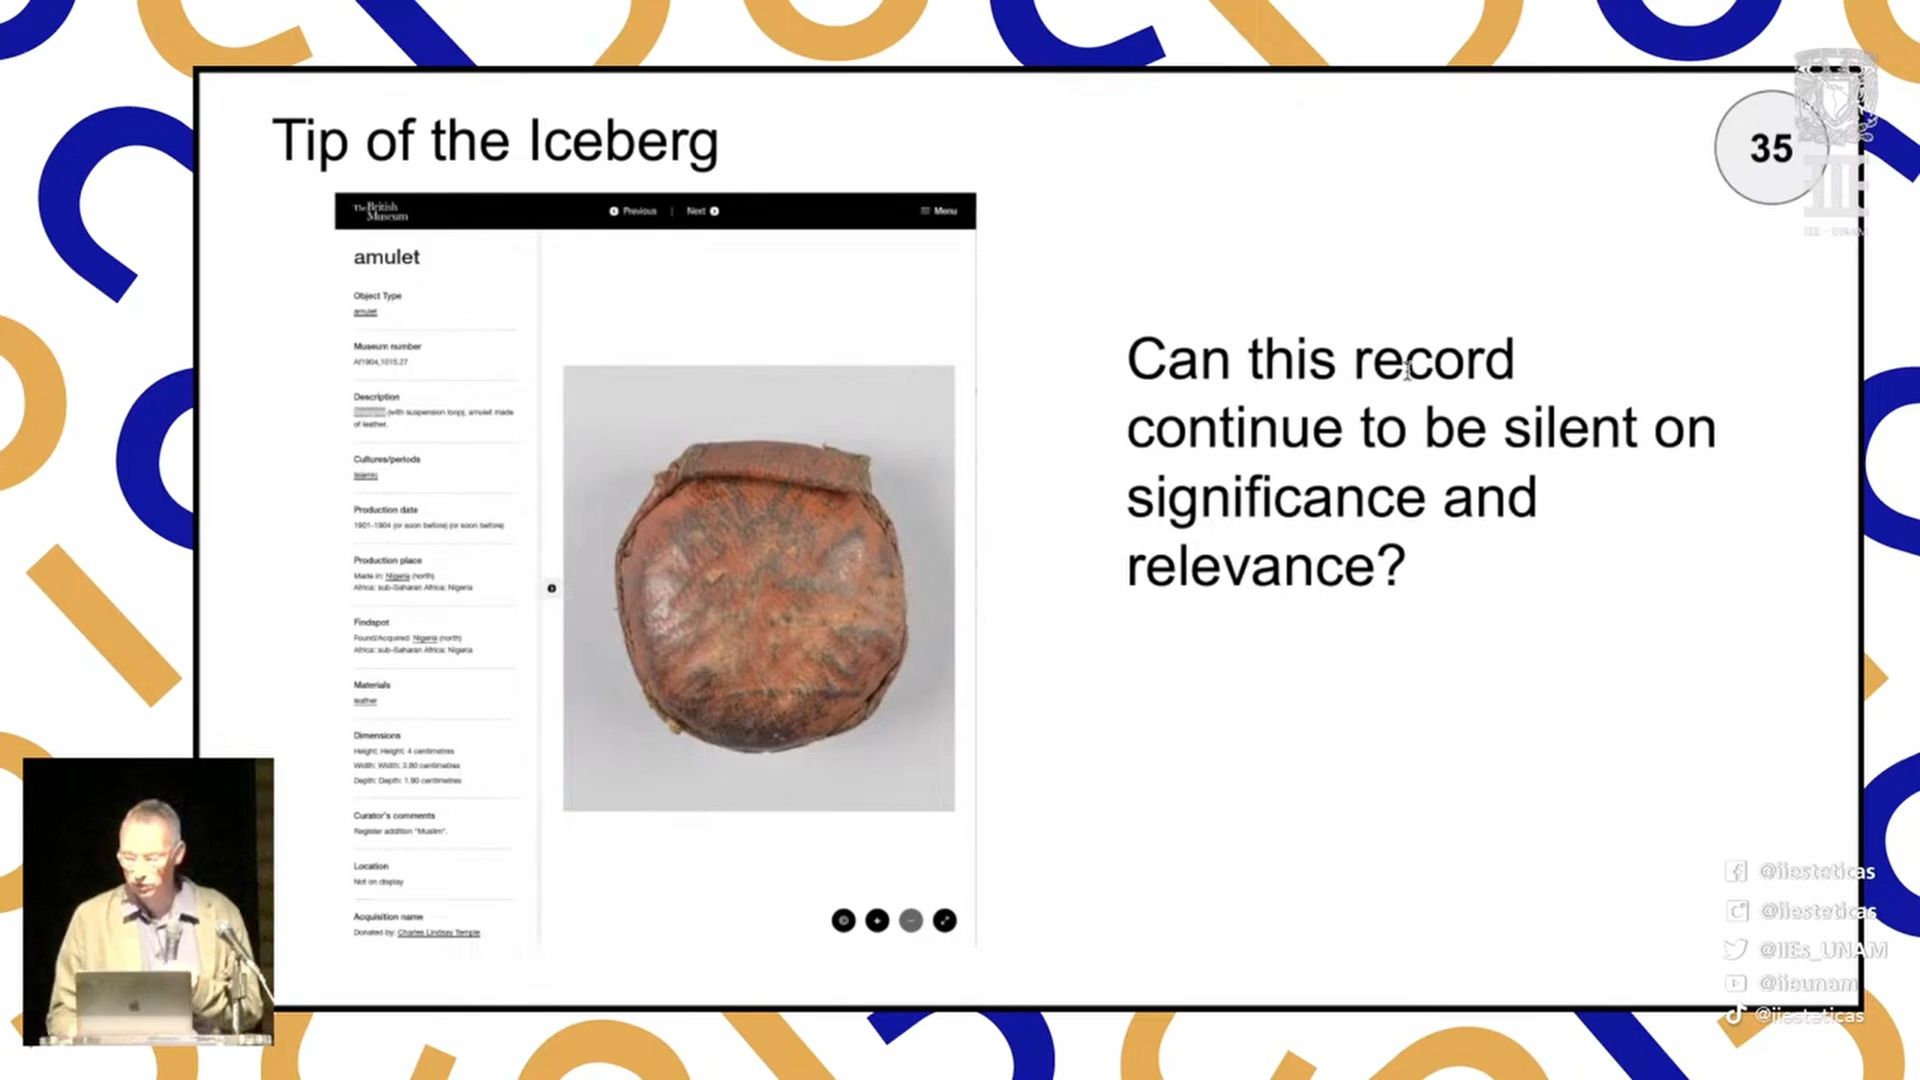 Tip of the Iceberg
35
The British
Museum
Previous | Next
Menu
amulet
Object Type
amulet
Museum number
Af1904,1015.27
Description
(with suspension loop), amulet made
of leather.
Cultures/periods
Islamic
Production date
1901-1904 (or soon before) (or soon before)
Production place
Made in: Nigeria (north)
Africa: sub-Saharan Africa: Nigeria
Findspot
Found/Acquired: Nigeria (north)
Africa: sub-Saharan Africa: Nigeria
Materials
leather
Dimensions
Height: Height: 4 centimetres
Width: Width: 3.80 centimetres
Depth: Depth: 1.90 centimetres
Curator's comments
Register addition "Muslim".
Location
Not on display
Acquisition name
Donated by: Charles Lindsay Temple
Can this record
continue to be silent on
significance and
relevance?
IIE
IIE - UNAM
@iiesteticas
@iiesteticas
@IIEs_UNAM
@iieunam
@iiesteticas